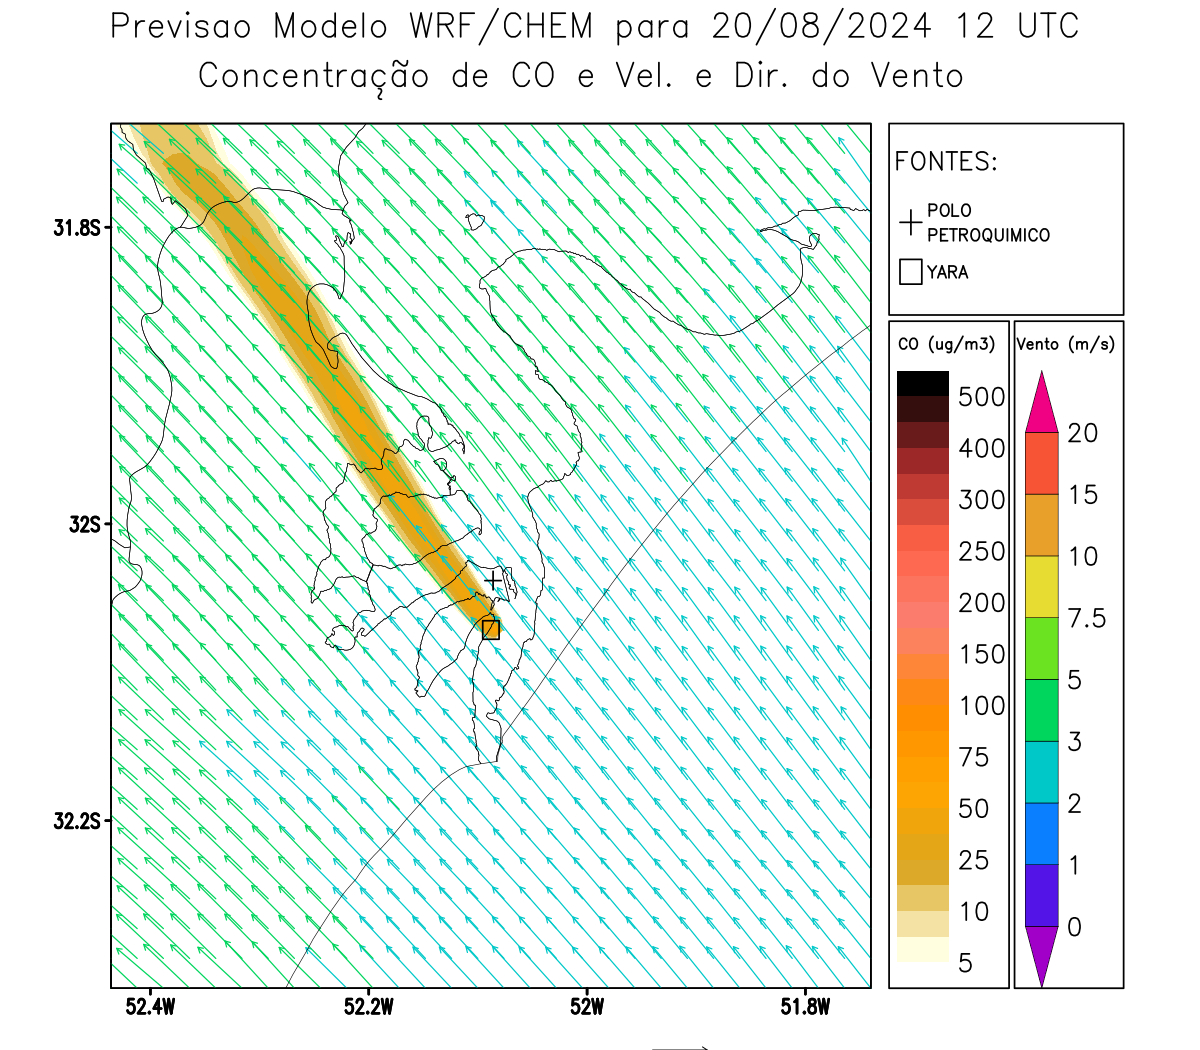 Previsao Modelo WRF/CHEM para 20/08/2024 12 UTC
Concentração de CO e Vel. e Dir. do Vento
FONTES:
POLO
PETROQUIMICO
YARA
CO (ug/m3)
500
400
300
250
200
150
100
75
50
25
10
5
Vento (m/s)
20
15
10
7.5
5
3
2
1
0
31.8S
32S
32.2S
52.4W
52.2W
52W
51.8W